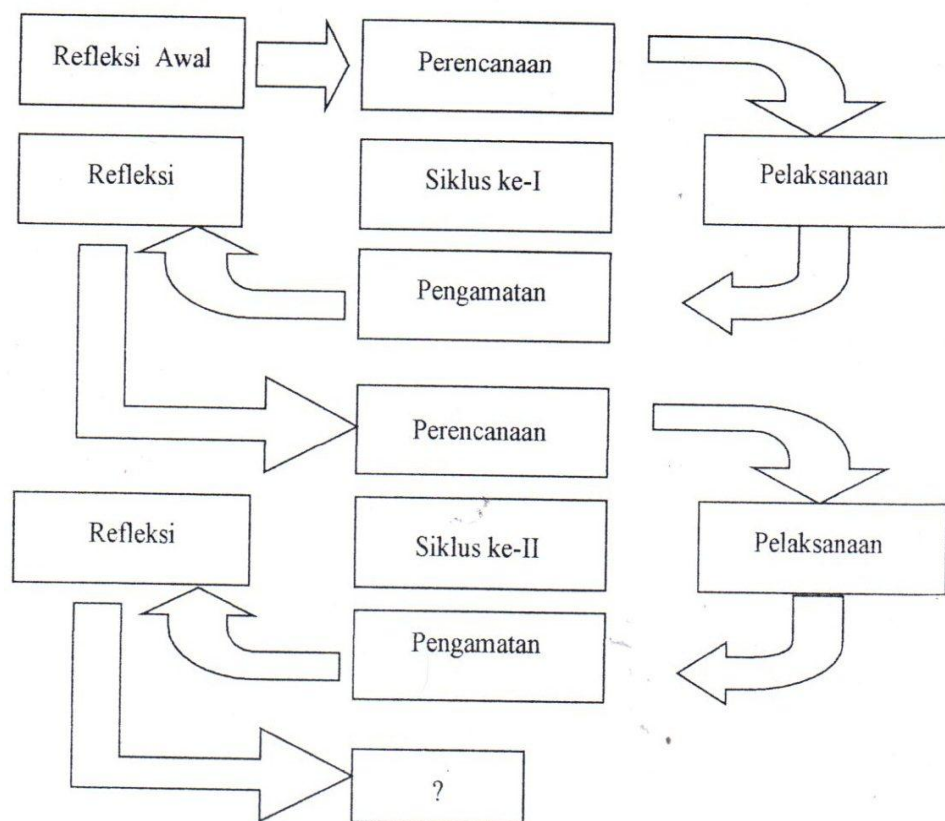 Refleksi Awal
Perencanaan
Refleksi
Siklus ke-I
Pelaksanaan
Pengamatan
Perencanaan
Refleksi
Siklus ke-II
Pelaksanaan
Pengamatan
?